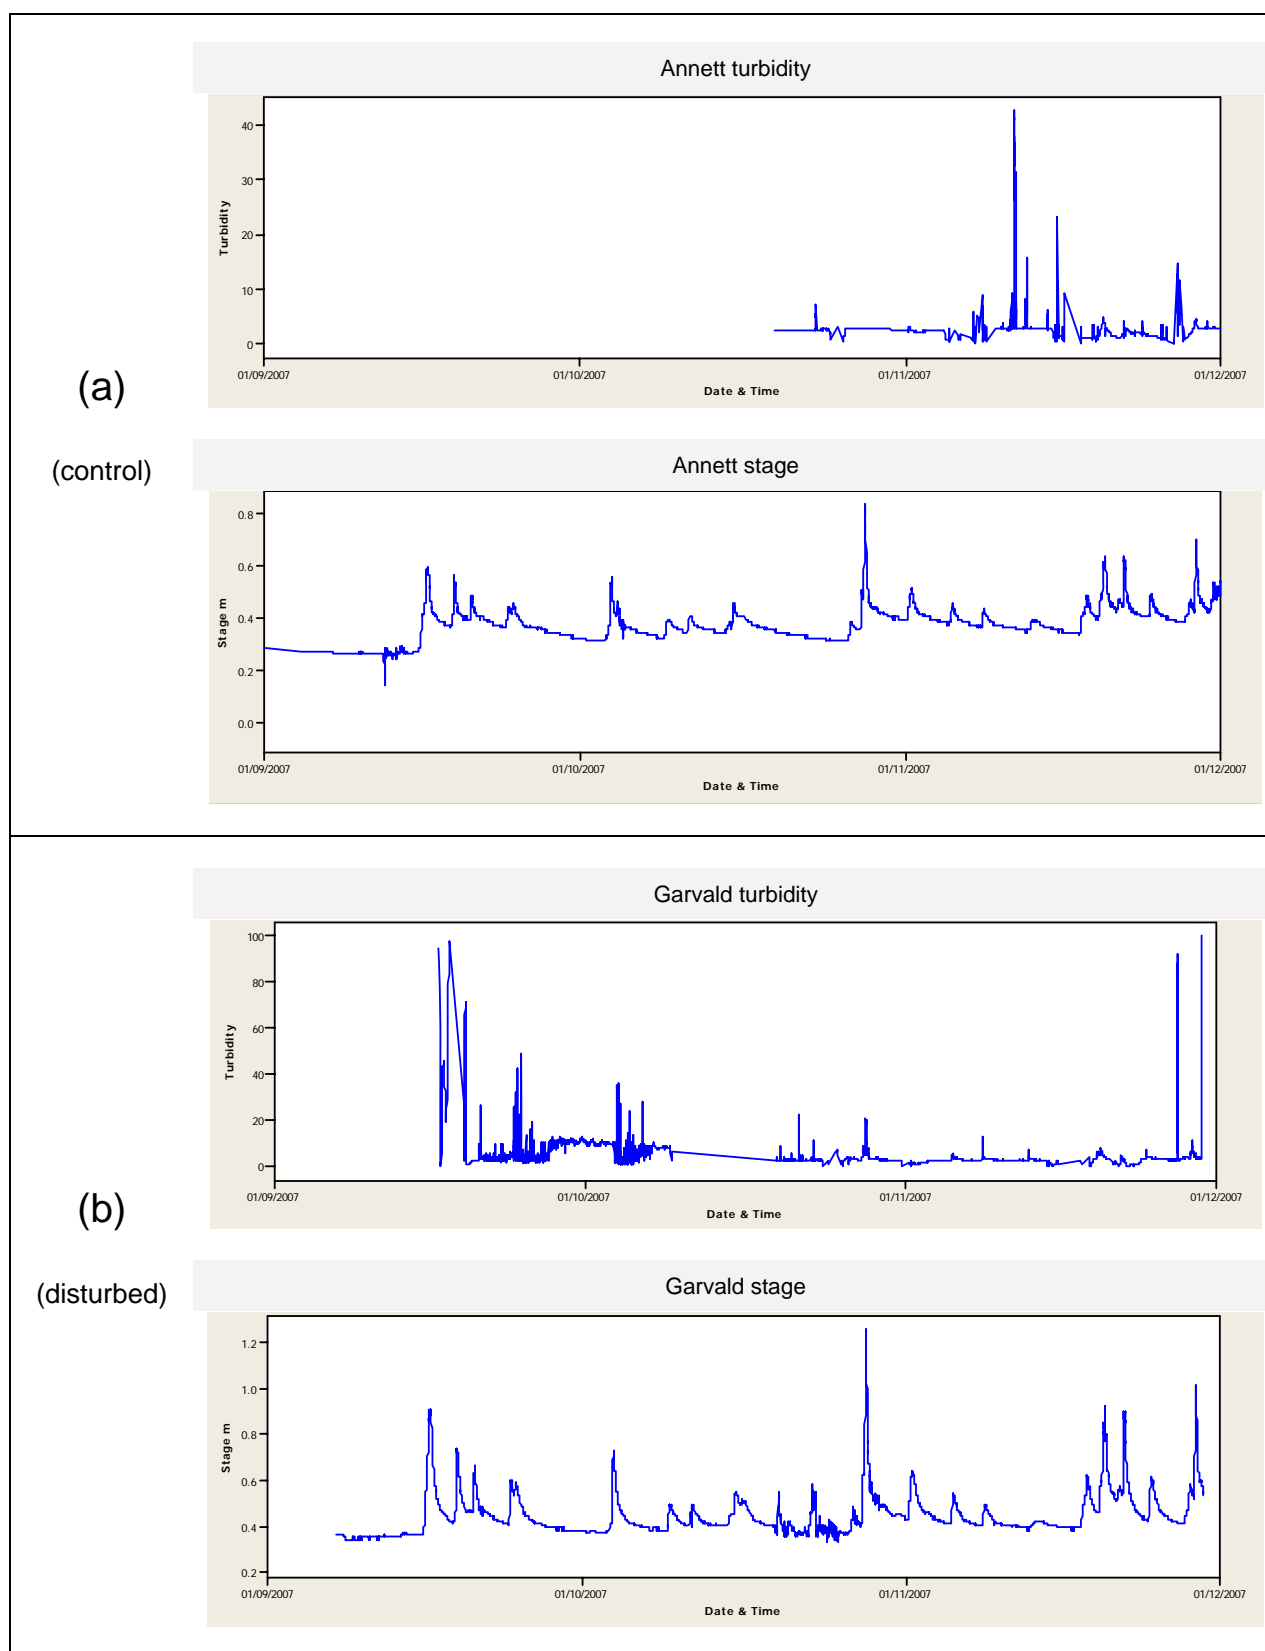 Annett turbidity
40
30
20
10
0
Turbidity
01/09/2007 01/10/2007 01/11/2007 01/12/2007
Date & Time
(a)
(control)
Annett stage
0.8
0.6
0.4
0.2
0.0
Stage m
01/09/2007 01/10/2007 01/11/2007 01/12/2007
Date & Time
Garvald turbidity
100
80
60
40
20
0
Turbidity
01/09/2007 01/10/2007 01/11/2007 01/12/2007
Date & Time
(b)
(disturbed)
Garvald stage
1.2
1.0
0.8
0.6
0.4
0.2
Stage m
01/09/2007 01/10/2007 01/11/2007 01/12/2007
Date & Time